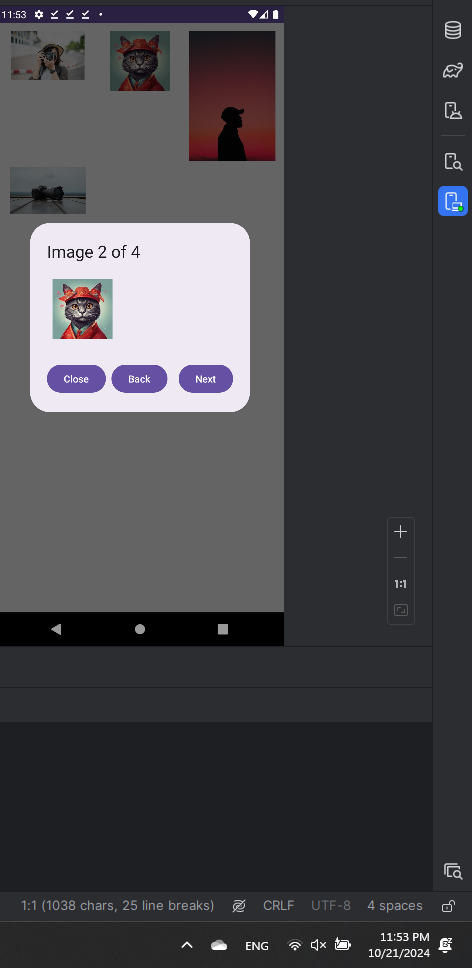 11:53
Image 2 of 4
Close Back Next
1:1
1:1 (1038 chars, 25 line breaks) CRLF UTF-8 4 spaces
ENG
11:53 PM
10/21/2024